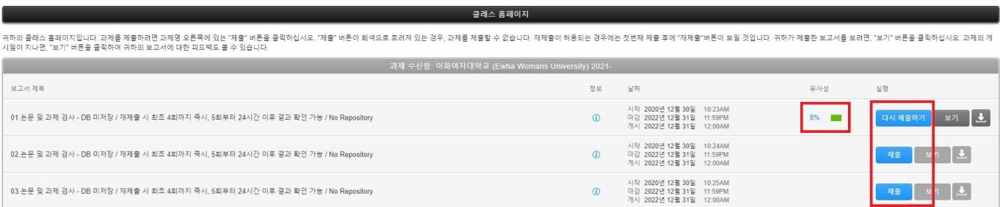 클래스 홈페이지
귀하의 클래스 홈페이지입니다. 과제를 제출하려면 과제명 오른쪽에 있는 "제출" 버튼을 클릭하십시오. "제출" 버튼이 회색으로 흐려져 있는 경우, 과제를 제출할 수 없습니다. 재제출이 허용되는 경우에는 첫번째 제출 후에 "재제출"버튼이 보일 것입니다. 귀하가 제출한 보고서를 보려면, "보기" 버튼을 클릭하십시오. 과제의 게
시일이 지나면, "보기" 버튼을 클릭하여 귀하의 보고서에 대한 피드백도 볼 수 있습니다.
과제 수신함: 이화여자대학교 (Ewha Womans University) 2021-
보고서 제목 정보 날짜 유사성 실행
시작 2020년 12월 30일 10:23AM
01.논문 및 과제 검사 - DB 미저장 / 재제출 시 최초 4회까지 즉시, 5회부터 24시간 이후 결과 확인 가능 / No Repository 마감 2022년 12월 31일 11:59PM 8% 다시 제출하기 보기
게시 2022년 12월 31일 12:00AM
시작 2020년 12월 30일 10:24AM
02.논문 및 과제 검사 - DB 미저장 / 재제출 시 최초 4회까지 즉시, 5회부터 24시간 이후 결과 확인 가능 / No Repository 마감 2022년 12월 31일 11:59PM 제출 보기
게시 2022년 12월 31일 12:00AM
시작 2020년 12월 30일 10:25AM
03.논문 및 과제 검사 - DB 미저장 / 재제출 시 최초 4회까지 즉시, 5회부터 24시간 이후 결과 확인 가능 / No Repository 마감 2022년 12월 31일 11:59PM 제출 보기
게시 2022년 12월 31일 12:00AM